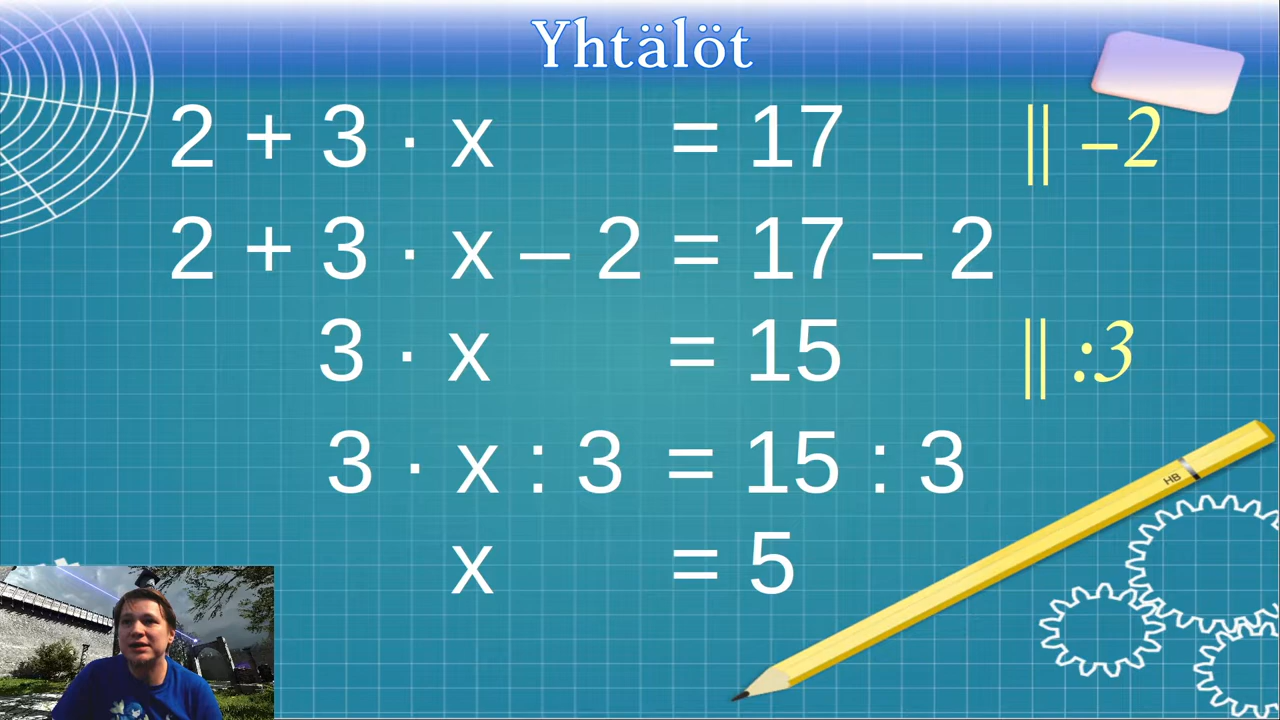 Yhtälöt
2 + 3 · x = 17 || –2
2 + 3 · x – 2 = 17 – 2
3 · x = 15 || :3
3 · x : 3 = 15 : 3
x = 5
HB